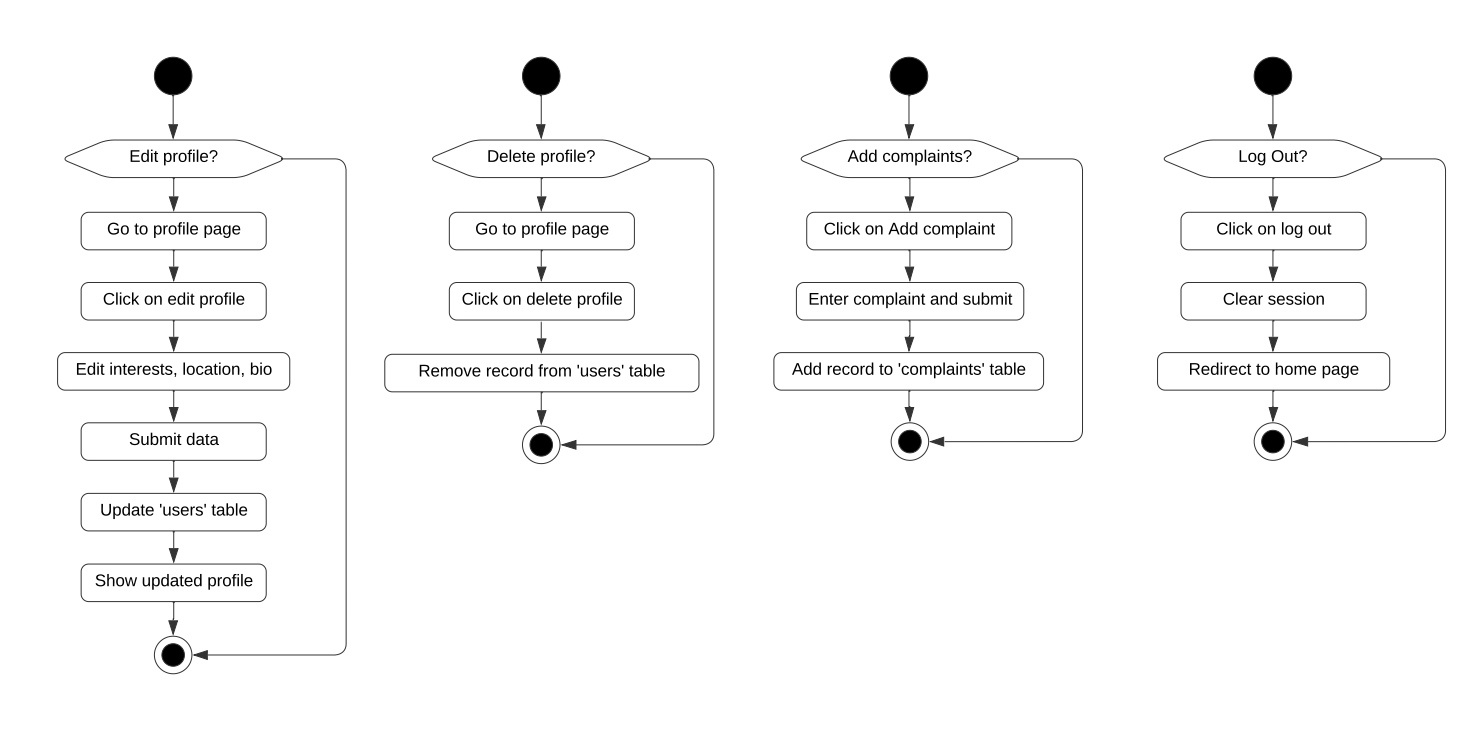 Edit profile?
Go to profile page
Click on edit profile
Edit interests, location, bio
Submit data
Update 'users' table
Show updated profile
Delete profile?
Go to profile page
Click on delete profile
Remove record from 'users' table
Add complaints?
Click on Add complaint
Enter complaint and submit
Add record to 'complaints' table
Log Out?
Click on log out
Clear session
Redirect to home page